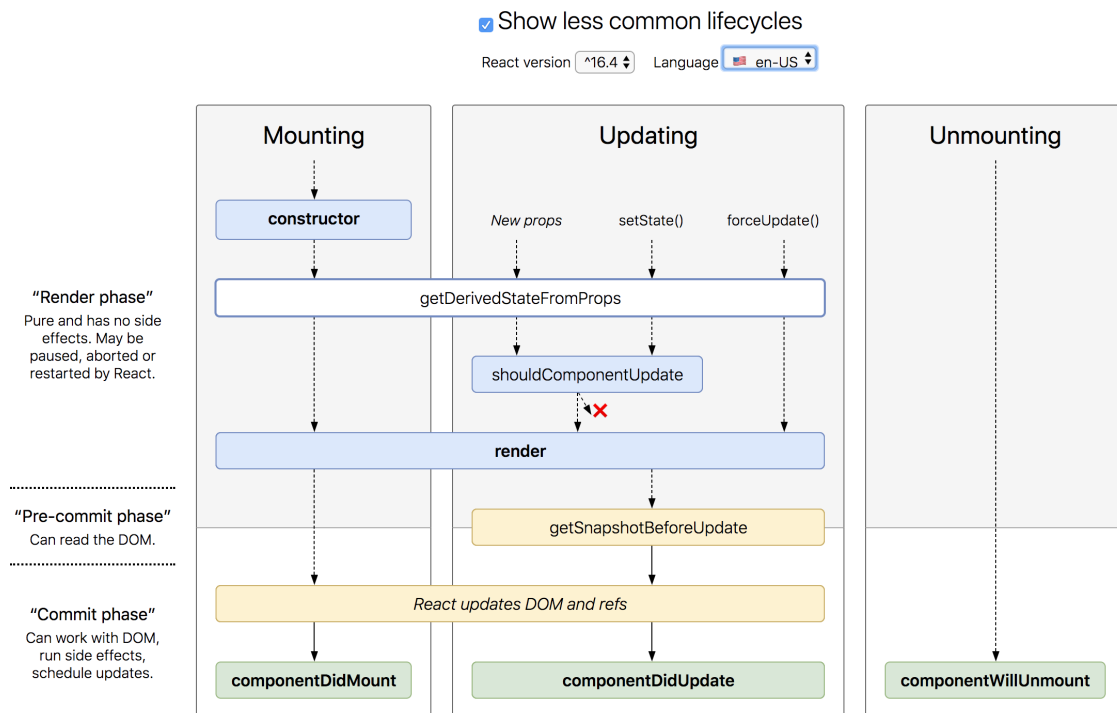 Show less common lifecycles
React version ^16.4 Language 🇺🇸 en-US
Mounting
Updating
Unmounting
constructor
New props
setState()
forceUpdate()
“Render phase”
Pure and has no side
effects. May be
paused, aborted or
restarted by React.
getDerivedStateFromProps
shouldComponentUpdate
render
“Pre-commit phase”
Can read the DOM.
getSnapshotBeforeUpdate
“Commit phase”
Can work with DOM,
run side effects,
schedule updates.
React updates DOM and refs
componentDidMount
componentDidUpdate
componentWillUnmount